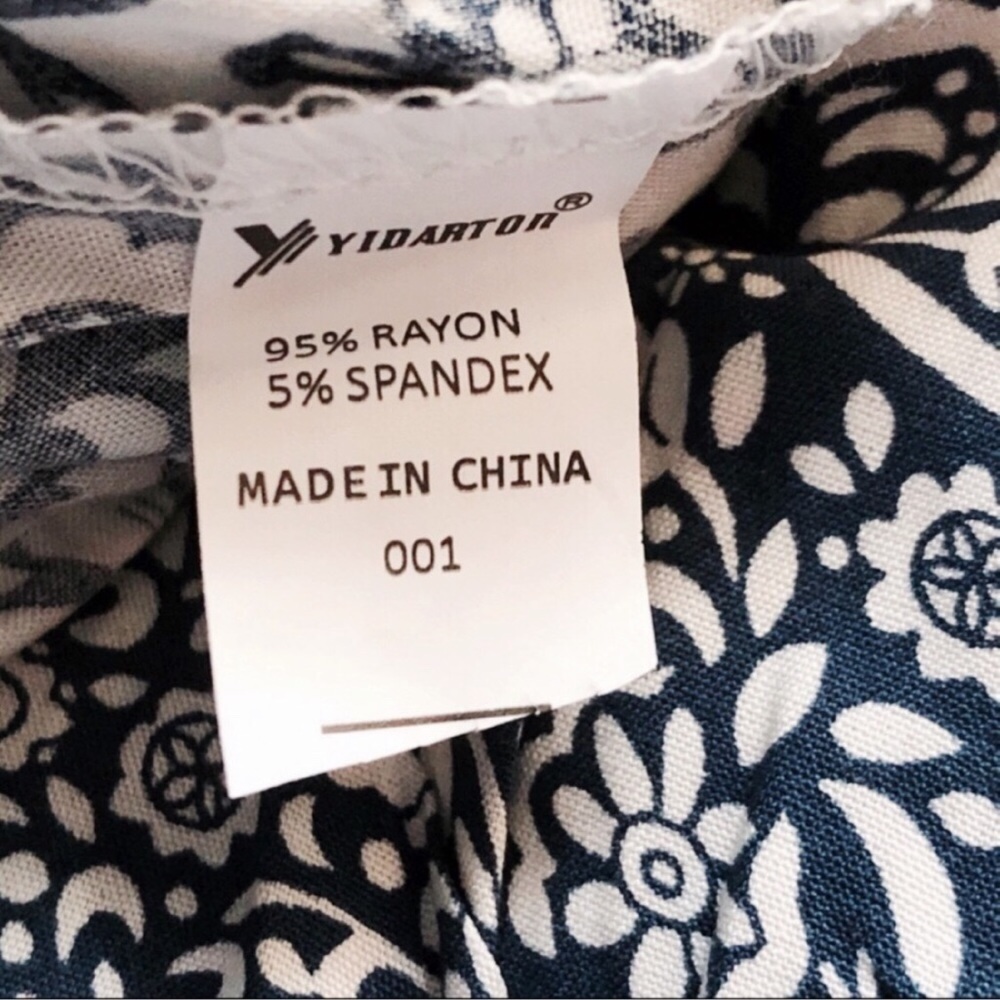 YIDARTON®
95% RAYON
5% SPANDEX
MADE IN CHINA
001